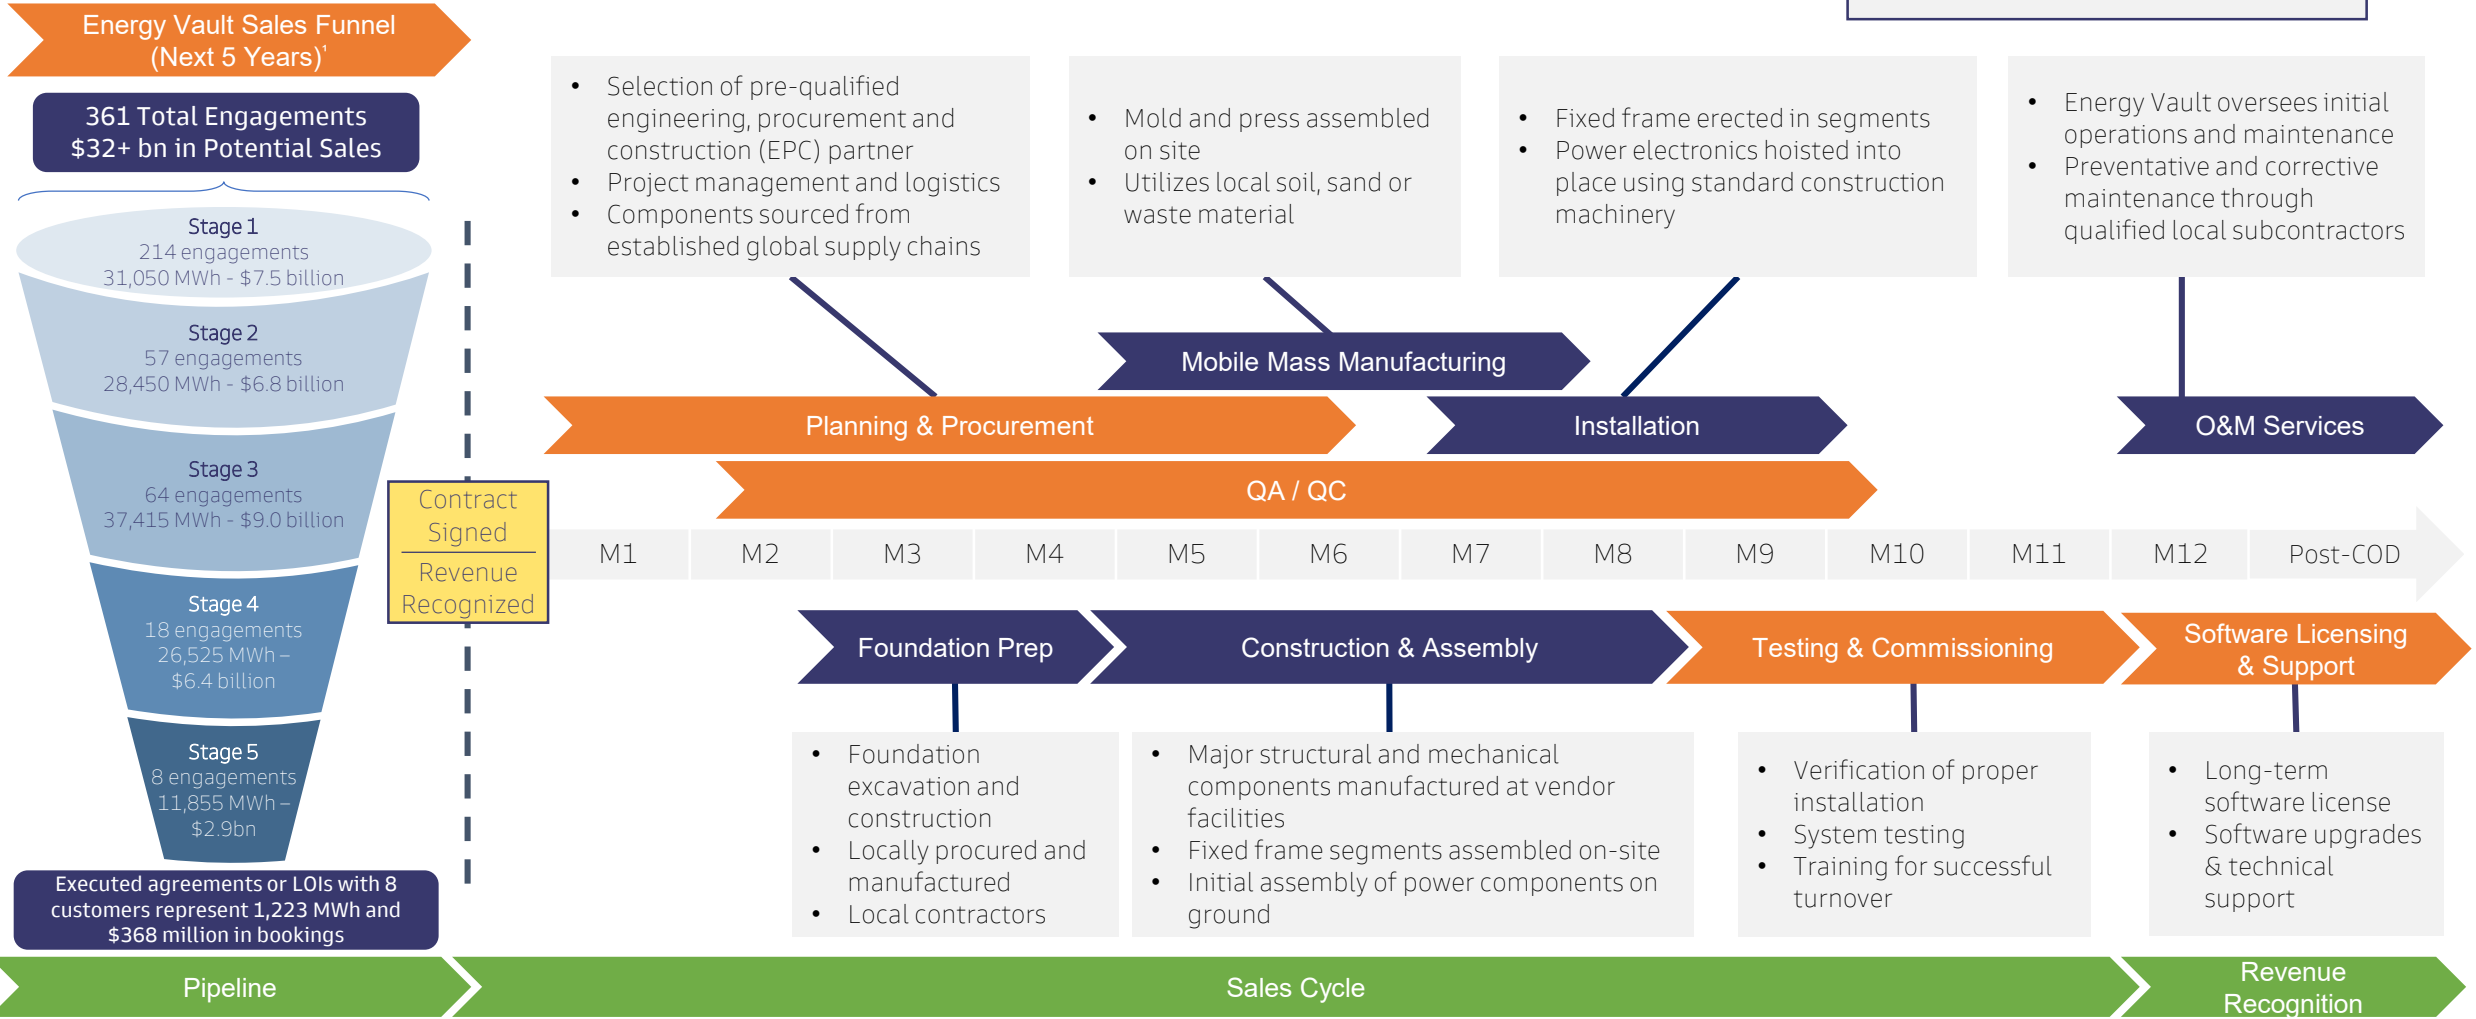 Energy Vault Sales Funnel
(Next 5 Years)¹
361 Total Engagements
$32+ bn in Potential Sales
Stage 1
214 engagements
31,050 MWh - $7.5 billion
Stage 2
57 engagements
28,450 MWh - $6.8 billion
Stage 3
64 engagements
37,415 MWh - $9.0 billion
Stage 4
18 engagements
26,525 MWh –
$6.4 billion
Stage 5
8 engagements
11,855 MWh –
$2.9bn
Executed agreements or LOIs with 8
customers represent 1,223 MWh and
$368 million in bookings
Contract
Signed
Revenue
Recognized
• Selection of pre-qualified
engineering, procurement and
construction (EPC) partner
• Project management and logistics
• Components sourced from
established global supply chains
• Mold and press assembled
on site
• Utilizes local soil, sand or
waste material
• Fixed frame erected in segments
• Power electronics hoisted into
place using standard construction
machinery
• Energy Vault oversees initial
operations and maintenance
• Preventative and corrective
maintenance through
qualified local subcontractors
Mobile Mass Manufacturing
Planning & Procurement
Installation
O&M Services
QA / QC
M1
M2
M3
M4
M5
M6
M7
M8
M9
M10
M11
M12
Post-COD
Foundation Prep
Construction & Assembly
Testing & Commissioning
Software Licensing
& Support
• Foundation
excavation and
construction
• Locally procured and
manufactured
• Local contractors
• Major structural and mechanical
components manufactured at vendor
facilities
• Fixed frame segments assembled on-site
• Initial assembly of power components on
ground
• Verification of proper
installation
• System testing
• Training for successful
turnover
• Long-term
software license
• Software upgrades
& technical
support
Pipeline
Sales Cycle
Revenue
Recognition